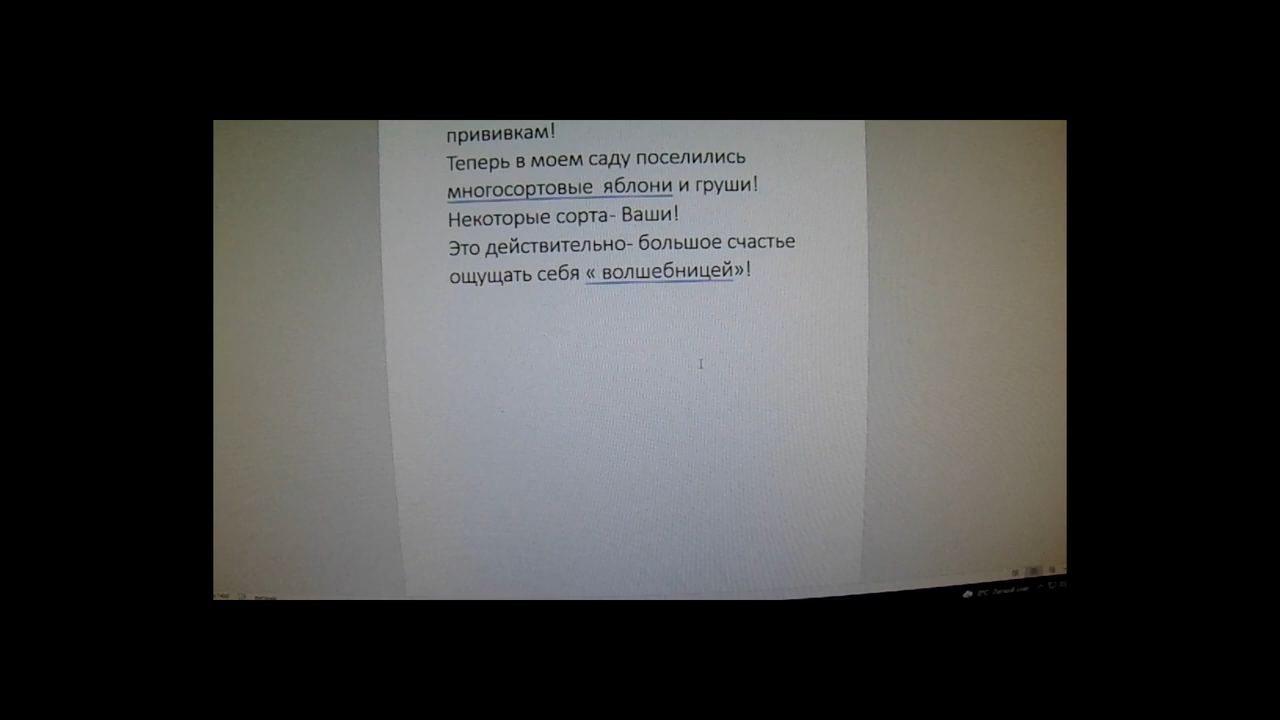 прививкам!
Теперь в моем саду поселились
многосортовые  яблони и груши!
Некоторые сорта- Ваши!
Это действительно- большое счастье
ощущать себя « волшебницей»!